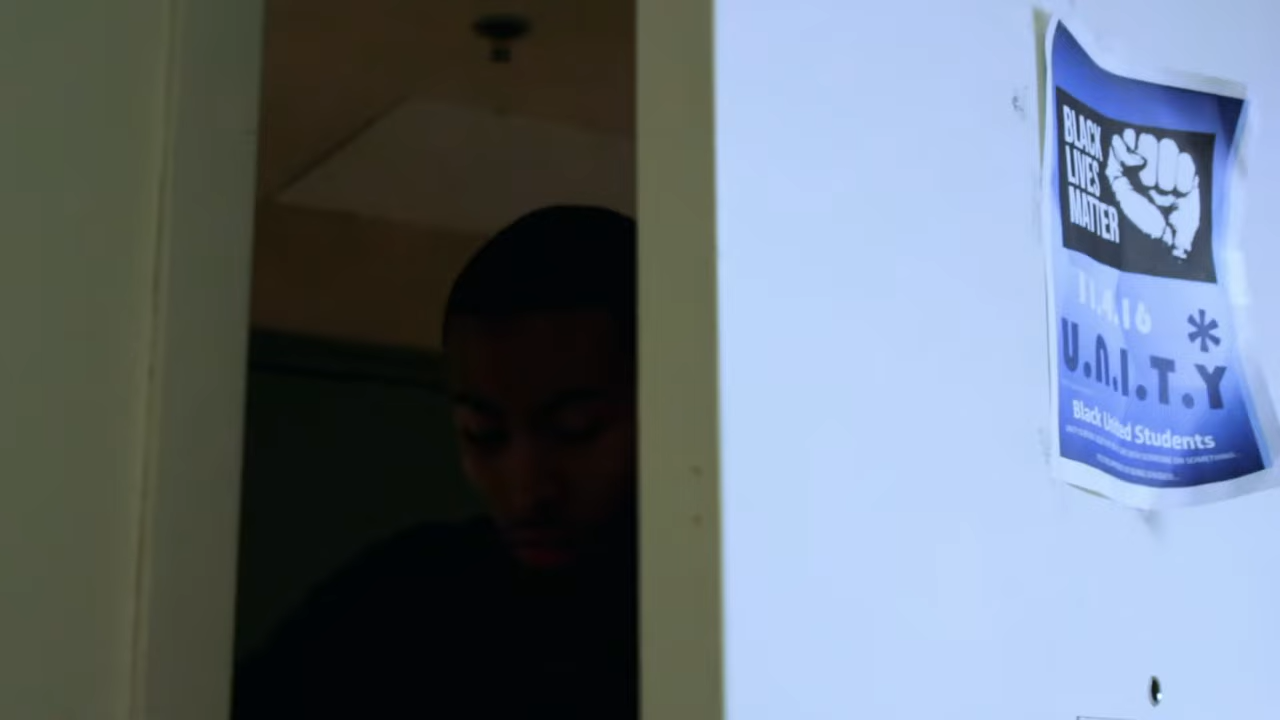 BLACK
LIVES
MATTER
11.4.16
*
U.N.I.T.Y
Black United Students